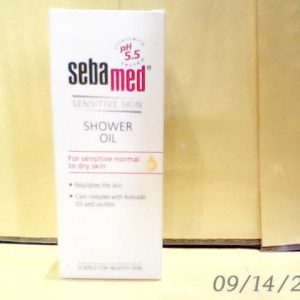 pH
5.5
sebamed®
SENSITIVE SKIN
SHOWER
OIL
For sensitive normal
to dry skin
• Nourishes the skin
• Care complex with Avocado
Oil and Lecithin
SCIENCE FOR HEALTHY SKIN
09/14/2